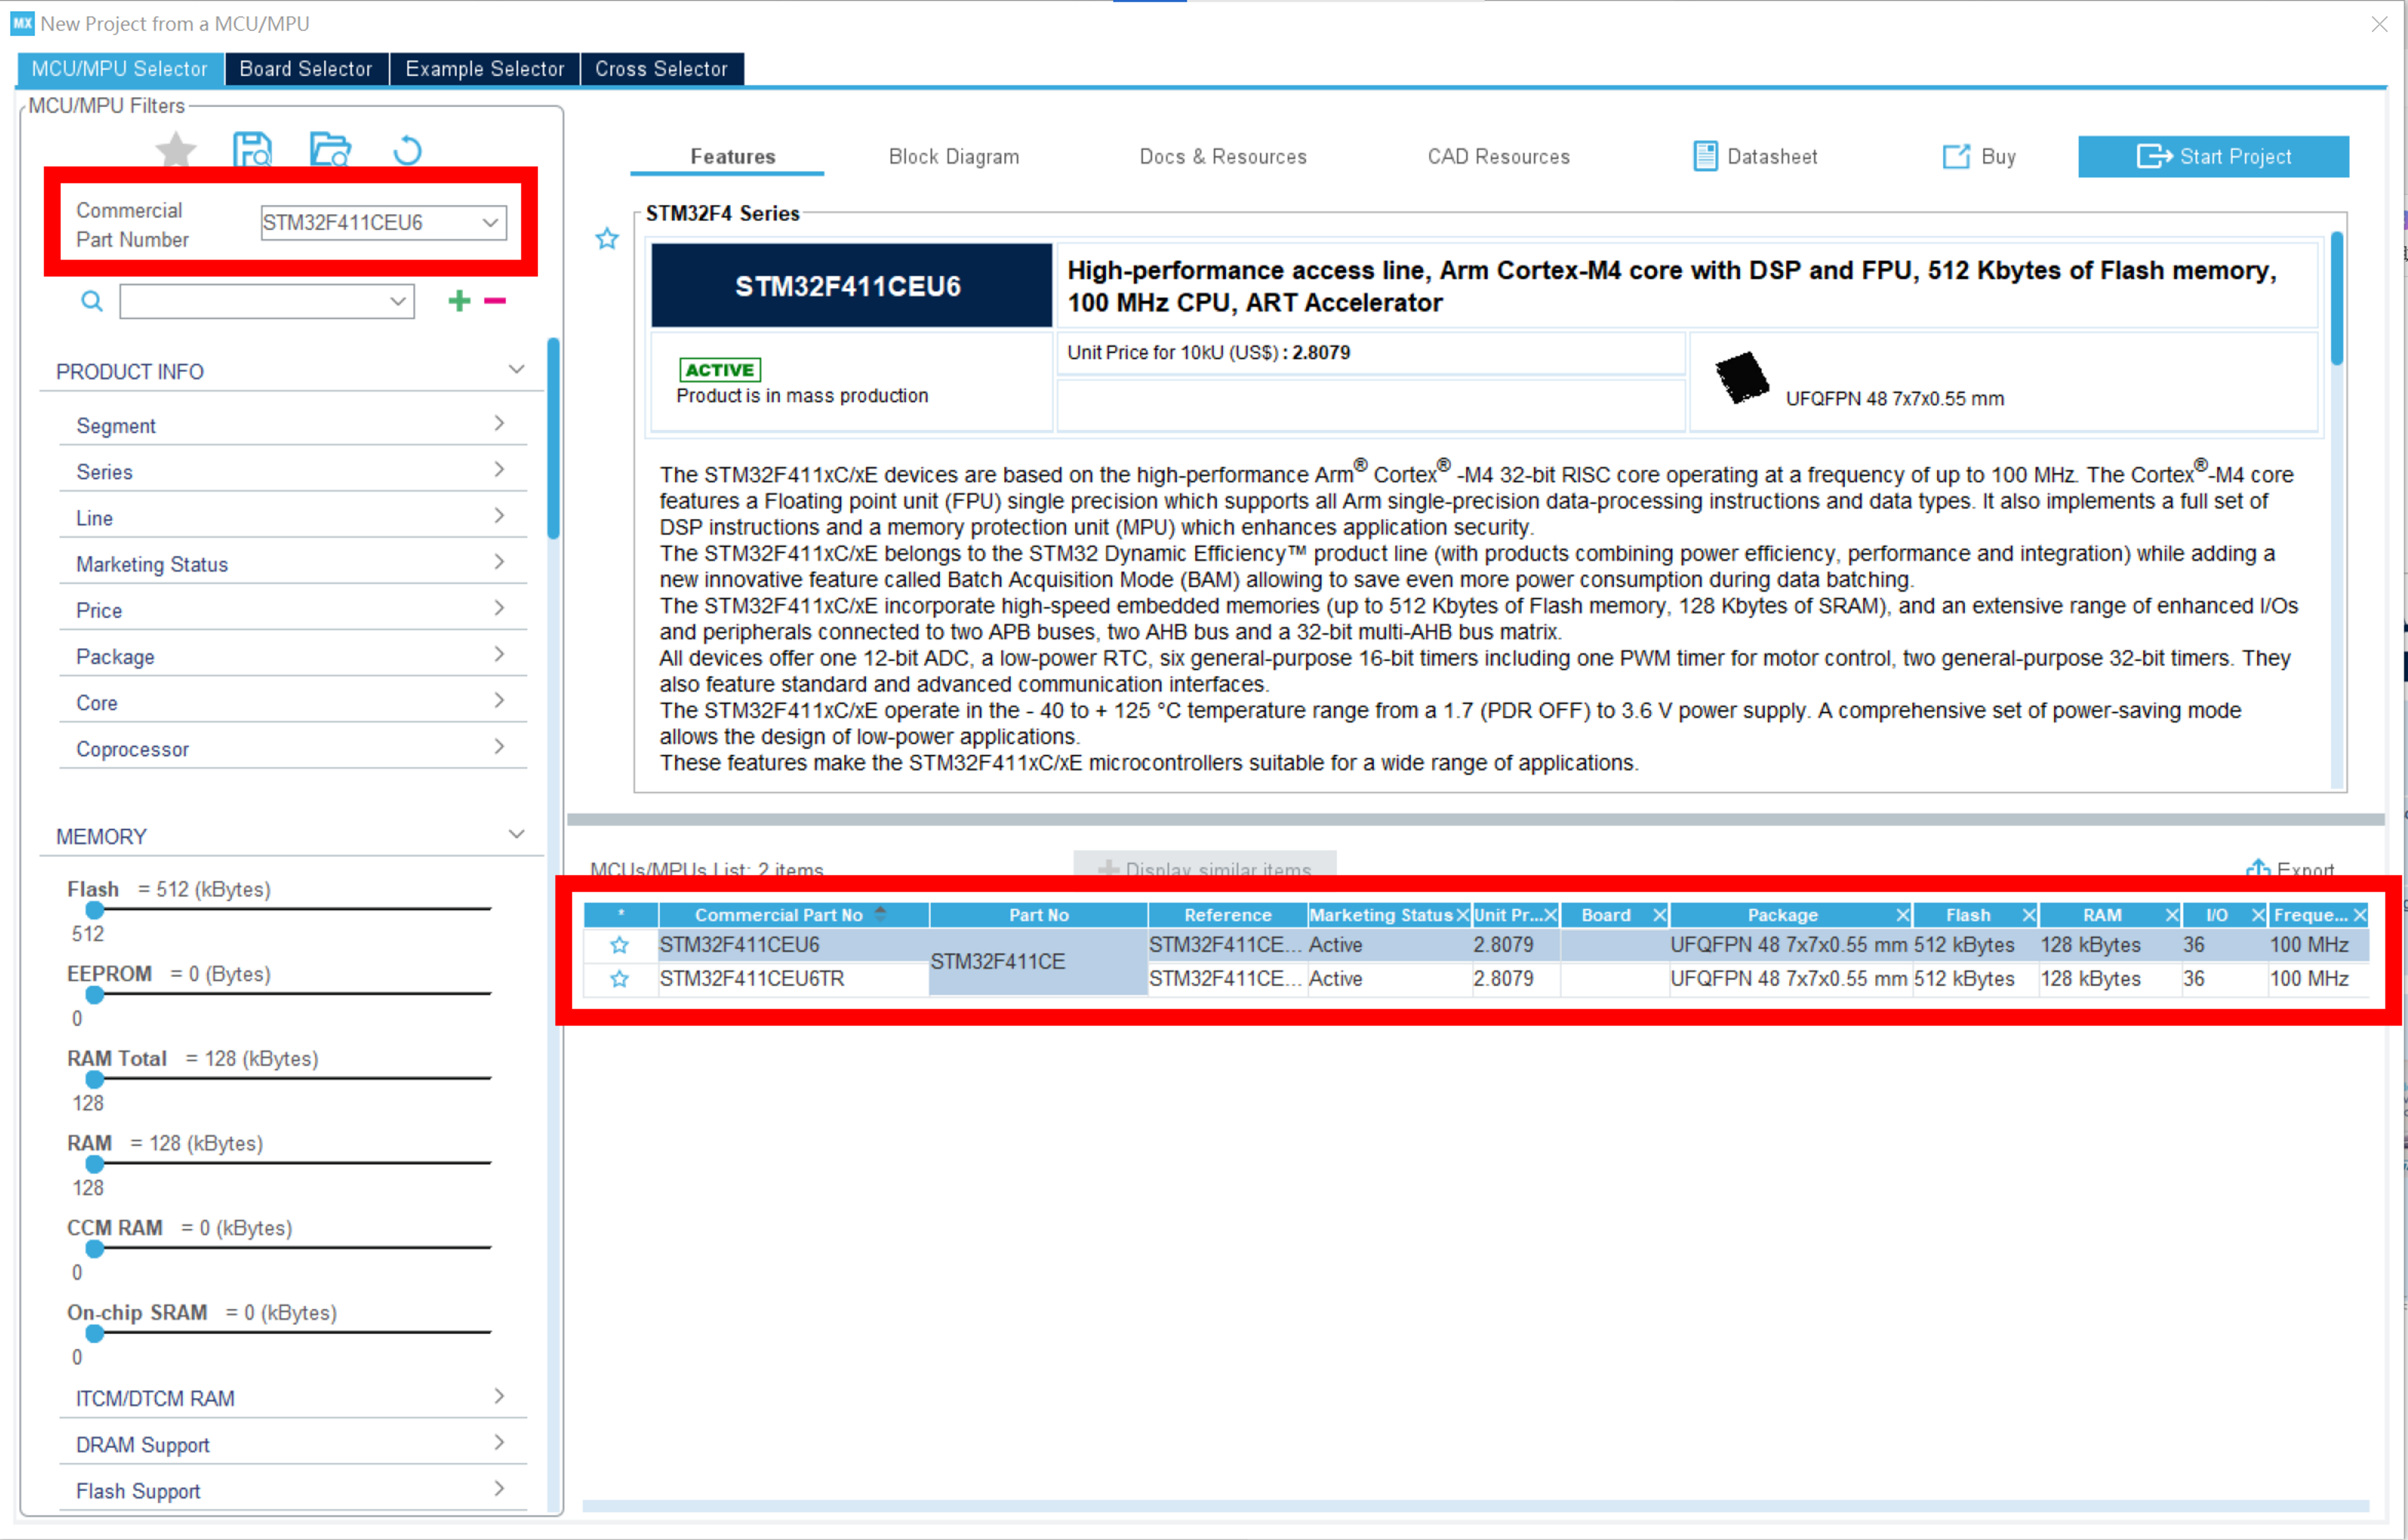 MX New Project from a MCU/MPU
MCU/MPU Selector Board Selector Example Selector Cross Selector
MCU/MPU Filters
Commercial
Part Number
STM32F411CEU6
PRODUCT INFO
Segment
Series
Line
Marketing Status
Price
Package
Core
Coprocessor
MEMORY
Flash = 512 (kBytes)
512
EEPROM = 0 (Bytes)
0
RAM Total = 128 (kBytes)
128
RAM = 128 (kBytes)
128
CCM RAM = 0 (kBytes)
0
On-chip SRAM = 0 (kBytes)
0
ITCM/DTCM RAM
DRAM Support
Flash Support
Features Block Diagram Docs & Resources CAD Resources Datasheet Buy Start Project
STM32F4 Series
STM32F411CEU6
High-performance access line, Arm Cortex-M4 core with DSP and FPU, 512 Kbytes of Flash memory,
100 MHz CPU, ART Accelerator
ACTIVE
Product is in mass production
Unit Price for 10kU (US$) : 2.8079
UFQFPN 48 7x7x0.55 mm
The STM32F411xC/xE devices are based on the high-performance Arm® Cortex® -M4 32-bit RISC core operating at a frequency of up to 100 MHz. The Cortex®-M4 core
features a Floating point unit (FPU) single precision which supports all Arm single-precision data-processing instructions and data types. It also implements a full set of
DSP instructions and a memory protection unit (MPU) which enhances application security.
The STM32F411xC/xE belongs to the STM32 Dynamic Efficiency™ product line (with products combining power efficiency, performance and integration) while adding a
new innovative feature called Batch Acquisition Mode (BAM) allowing to save even more power consumption during data batching.
The STM32F411xC/xE incorporate high-speed embedded memories (up to 512 Kbytes of Flash memory, 128 Kbytes of SRAM), and an extensive range of enhanced I/Os
and peripherals connected to two APB buses, two AHB bus and a 32-bit multi-AHB bus matrix.
All devices offer one 12-bit ADC, a low-power RTC, six general-purpose 16-bit timers including one PWM timer for motor control, two general-purpose 32-bit timers. They
also feature standard and advanced communication interfaces.
The STM32F411xC/xE operate in the - 40 to + 125 °C temperature range from a 1.7 (PDR OFF) to 3.6 V power supply. A comprehensive set of power-saving mode
allows the design of low-power applications.
These features make the STM32F411xC/xE microcontrollers suitable for a wide range of applications.
MCUs/MPUs List: 2 items Display similar items Export
* Commercial Part No Part No Reference Marketing Status Unit Pr... Board Package Flash RAM I/O Freque...
STM32F411CEU6 STM32F411CE STM32F411CE... Active 2.8079 UFQFPN 48 7x7x0.55 mm 512 kBytes 128 kBytes 36 100 MHz
STM32F411CEU6TR STM32F411CE... Active 2.8079 UFQFPN 48 7x7x0.55 mm 512 kBytes 128 kBytes 36 100 MHz